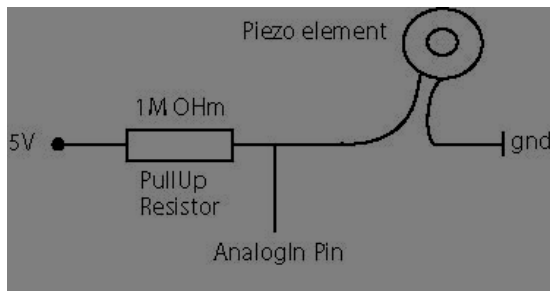 Piezo element
1M OHm
5V
gnd
PullUp
Resistor
AnalogIn Pin